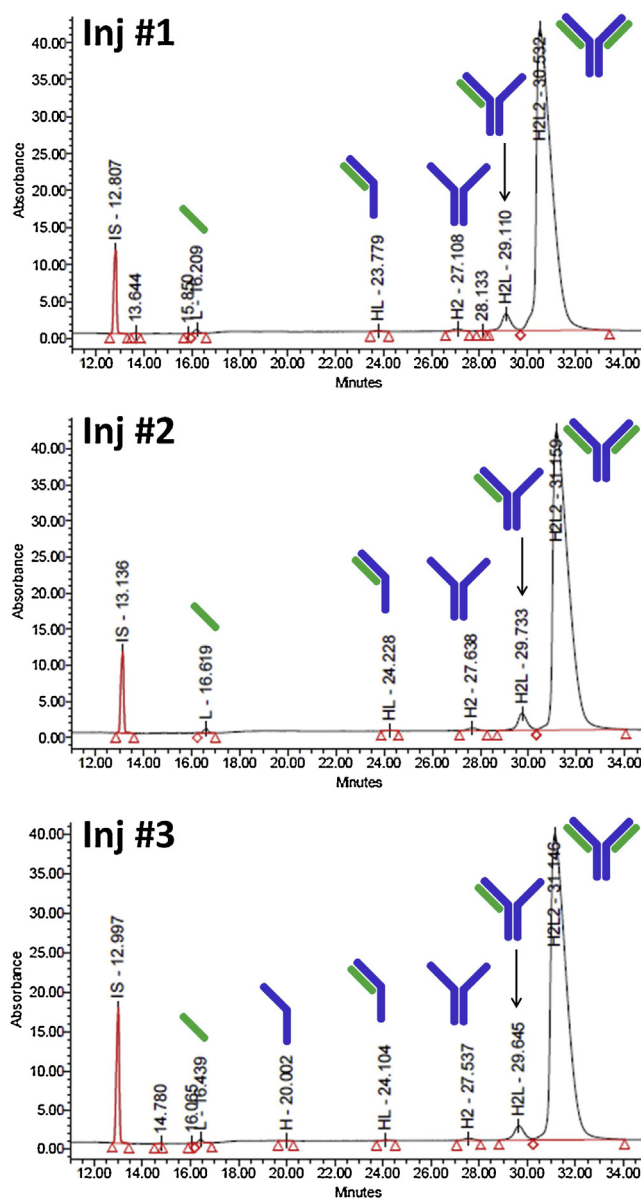 Inj #1
Absorbance
40.00
35.00
30.00
25.00
20.00
15.00
10.00
5.00
0.00
IS - 12.807
13.644
15.850
L - 16.209
HL - 23.779
H2 - 27.108
28.133
H2L - 29.110
H2L2 - 30.532
12.00 14.00 16.00 18.00 20.00 22.00 24.00 26.00 28.00 30.00 32.00 34.00
Minutes
Inj #2
Absorbance
40.00
35.00
30.00
25.00
20.00
15.00
10.00
5.00
0.00
IS - 13.136
L - 16.619
HL - 24.228
H2 - 27.638
H2L - 29.733
H2L2 - 31.159
12.00 14.00 16.00 18.00 20.00 22.00 24.00 26.00 28.00 30.00 32.00 34.00
Minutes
Inj #3
Absorbance
40.00
35.00
30.00
25.00
20.00
15.00
10.00
5.00
0.00
IS - 12.997
14.780
16.065
L - 16.439
H - 20.002
HL - 24.104
H2 - 27.537
H2L - 29.645
H2L2 - 31.146
12.00 14.00 16.00 18.00 20.00 22.00 24.00 26.00 28.00 30.00 32.00 34.00
Minutes